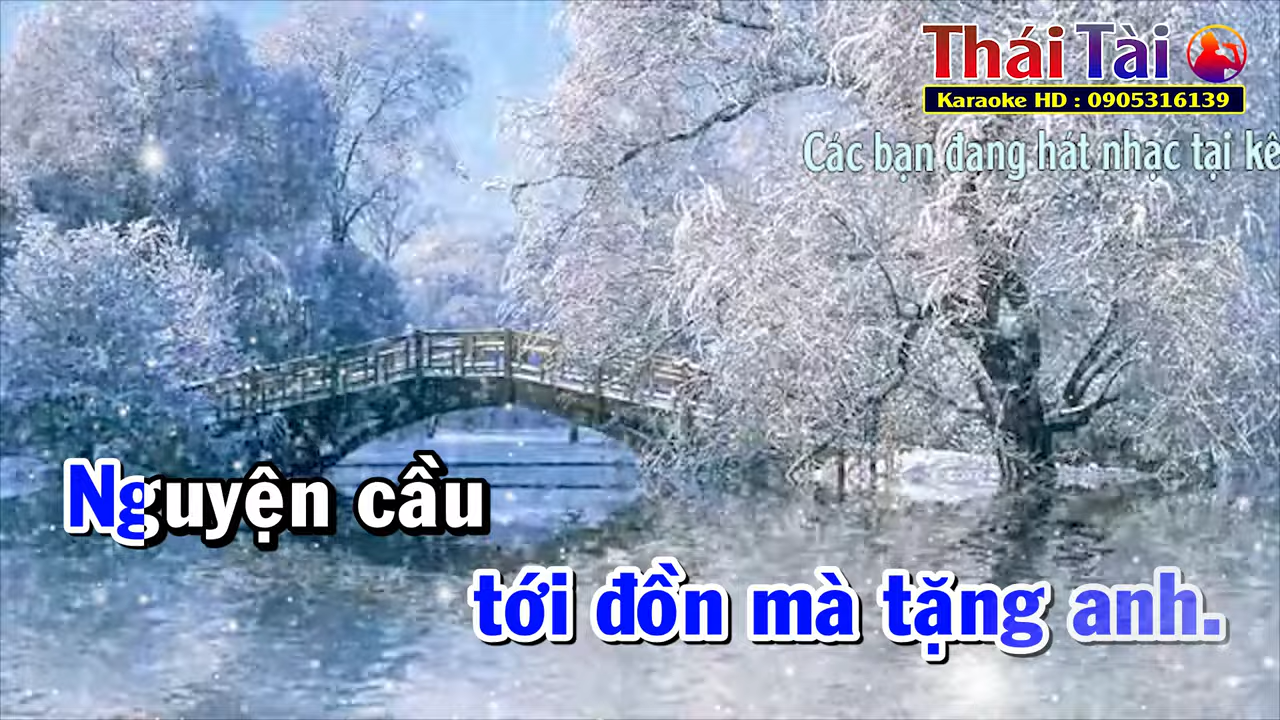 Thái Tài
Karaoke HD : 0905316139
Các bạn đang hát nhạc tại kê
Nguyện cầu
tới đồn mà tặng anh.